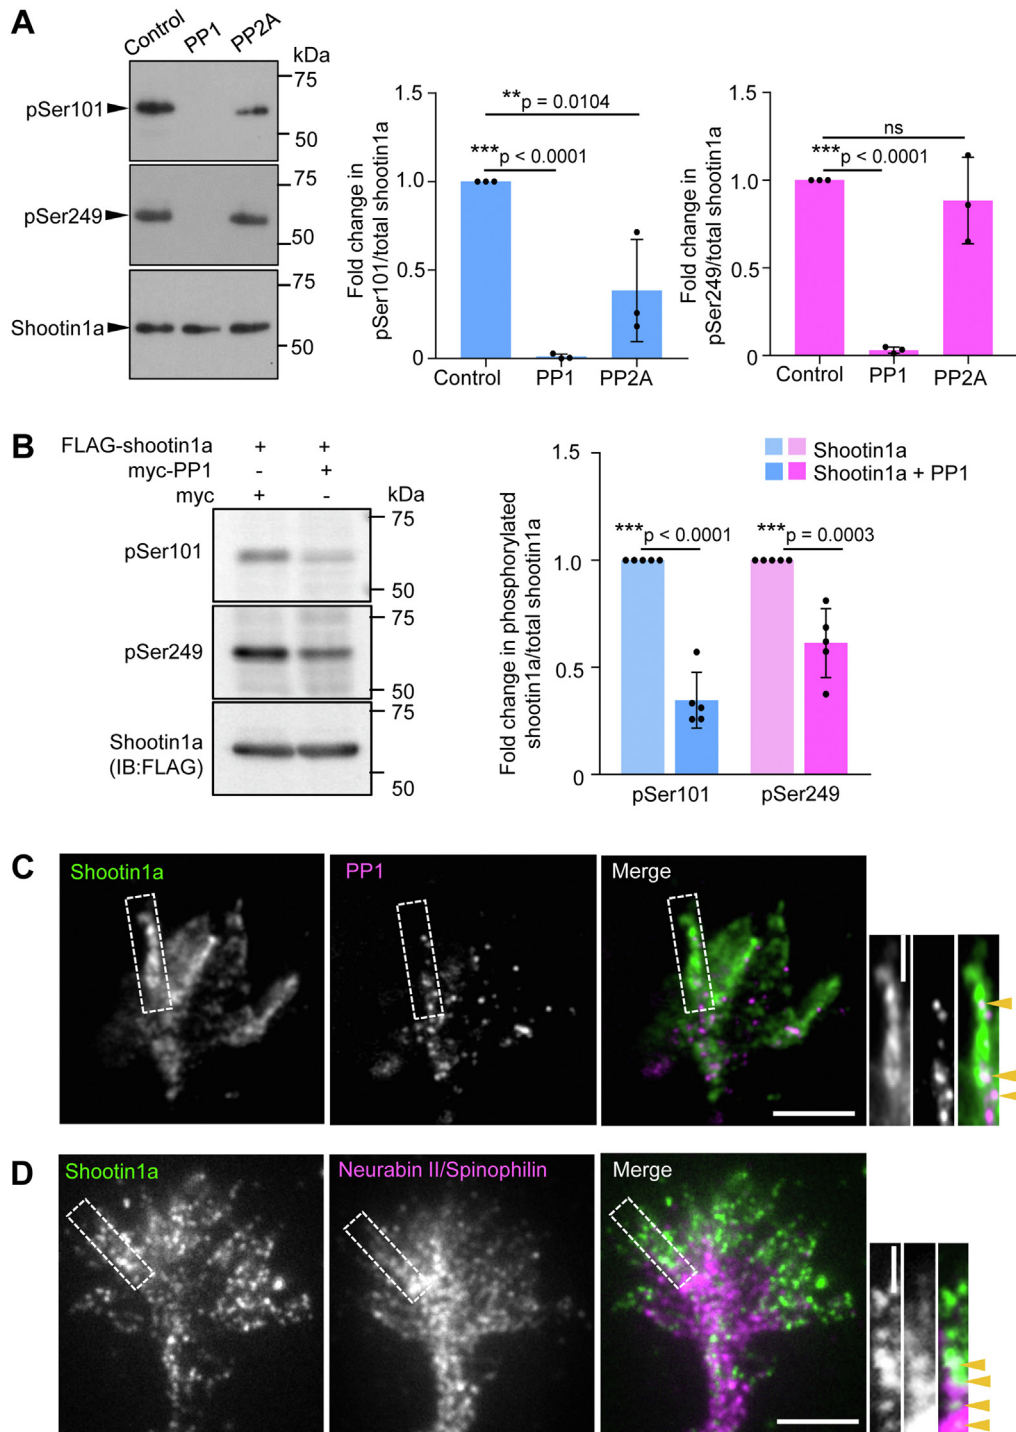 A
Control PP1 PP2A
kDa
75
pSer101
50
75
pSer249
50
Shootin1a
50
Fold change in
pSer101/total shootin1a
1.5
1.0
0.5
0
**p = 0.0104
***
p < 0.0001
Control PP1 PP2A
Fold change in
pSer249/total shootin1a
1.5
1.0
0.5
0
ns
***
p < 0.0001
Control PP1 PP2A
B
FLAG-shootin1a + +
myc-PP1 - +
myc + -
kDa
75
pSer101
50
75
pSer249
50
75
Shootin1a
(IB:FLAG)
50
Fold change in phosphorylated
shootin1a/total shootin1a
1.5
1.0
0.5
0
Shootin1a
Shootin1a + PP1
***
p < 0.0001
***
p = 0.0003
pSer101 pSer249
C
Shootin1a
PP1
Merge
D
Shootin1a
Neurabin II/Spinophilin
Merge